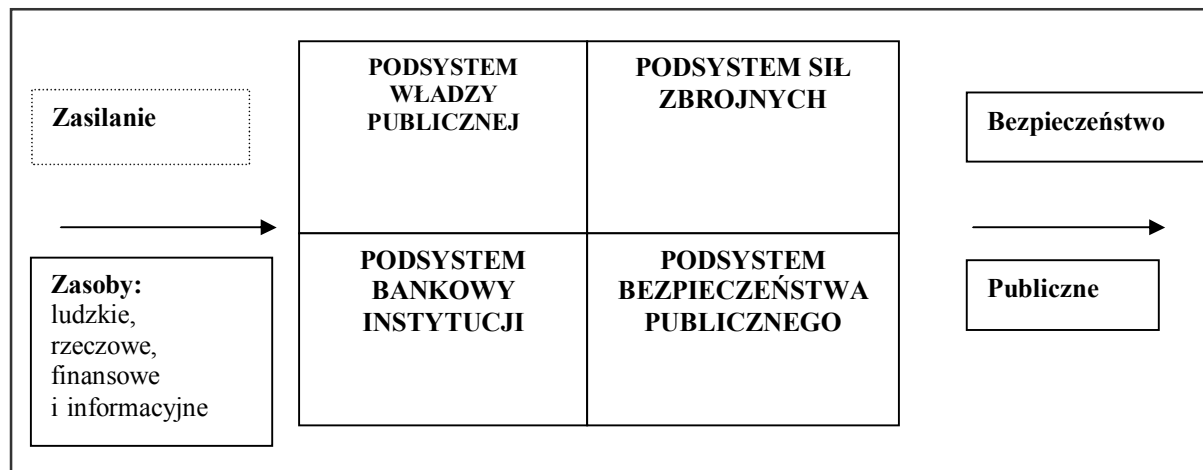 Zasilanie
Zasoby:
ludzkie,
rzeczowe,
finansowe
i informacyjne
PODSYSTEM
WŁADZY
PUBLICZNEJ
PODSYSTEM SIŁ
ZBROJNYCH
PODSYSTEM
BANKOWY
INSTYTUCJI
PODSYSTEM
BEZPIECZEŃSTWA
PUBLICZNEGO
Bezpieczeństwo
Publiczne